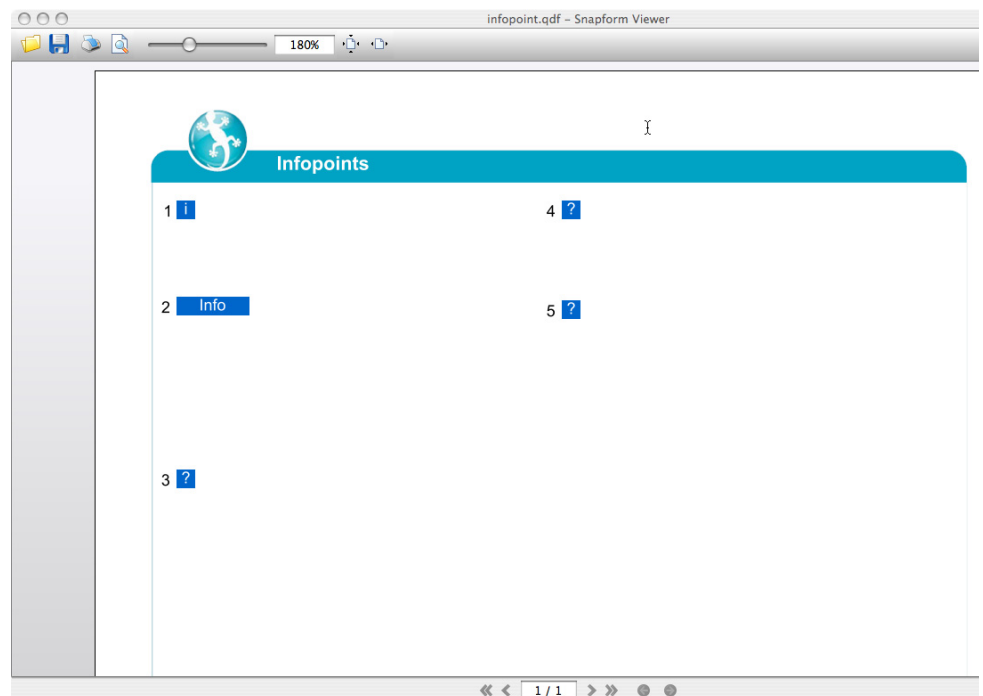 infopoint.qdf – Snapform Viewer
180%
Infopoints
1 i
4 ?
2 Info
5 ?
3 ?
1 / 1